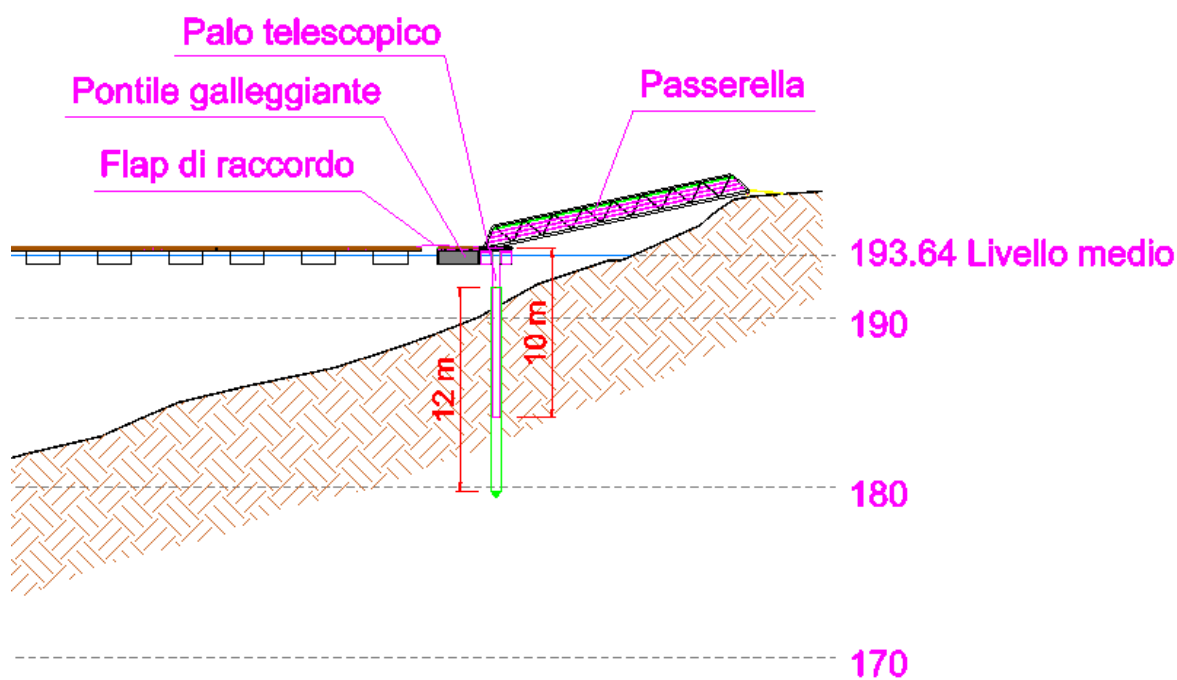 Palo telescopico
Pontile galleggiante
Passerella
Flap di raccordo
193.64 Livello medio
190
10 m
12 m
180
170